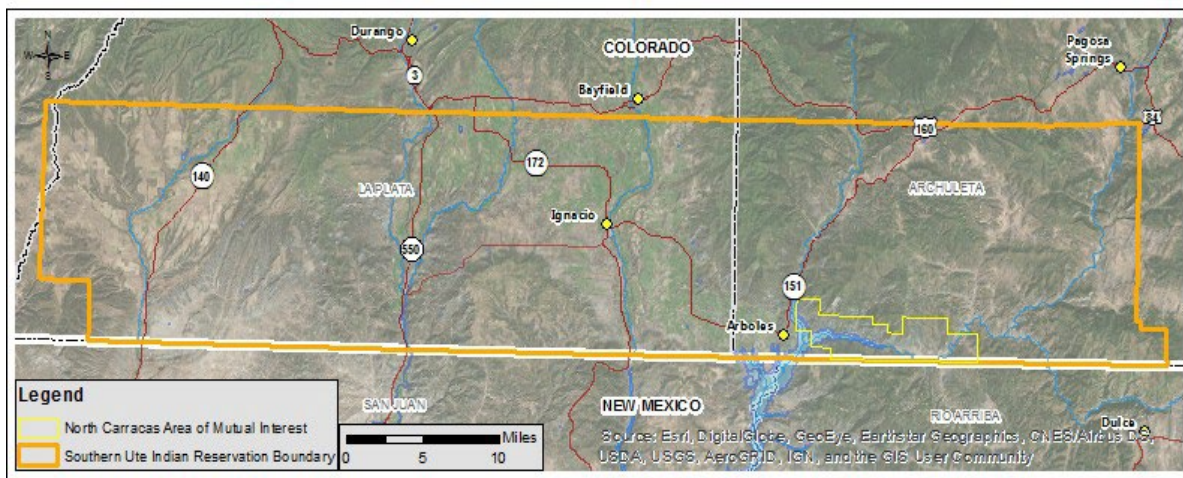 N
W E
S
Durango
COLORADO
Pagosa
Springs
3
Bayfield
84
160
172
140
LA PLATA
ARCHULETA
Ignacio
550
151
Arboles
Legend
North Carracas Area of Mutual Interest
Southern Ute Indian Reservation Boundary
SAN JUAN
Miles
0 5 10
NEW MEXICO
RIO ARRIBA
Dulce
Source: Esri, DigitalGlobe, GeoEye, Earthstar Geographics, CNES/Airbus DS,
USDA, USGS, AeroGRID, IGN, and the GIS User Community